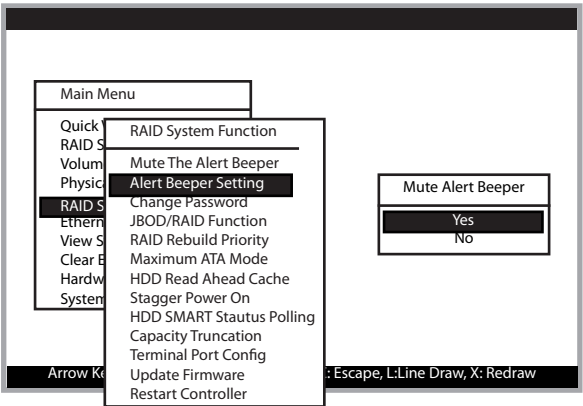 Main Menu
Quick
RAID S
Volum
Physic
RAID S
Ethern
View S
Clear E
Hardw
System
RAID System Function
Mute The Alert Beeper
Alert Beeper Setting
Change Password
JBOD/RAID Function
RAID Rebuild Priority
Maximum ATA Mode
HDD Read Ahead Cache
Stagger Power On
HDD SMART Stautus Polling
Capacity Truncation
Terminal Port Config
Update Firmware
Restart Controller
Mute Alert Beeper
Yes
No
Arrow Ke : Escape, L:Line Draw, X: Redraw